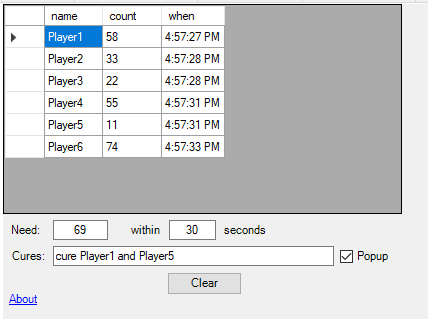 name count when
Player1 58 4:57:27 PM
Player2 33 4:57:28 PM
Player3 22 4:57:28 PM
Player4 55 4:57:31 PM
Player5 11 4:57:31 PM
Player6 74 4:57:33 PM
Need: 69 within 30 seconds
Cures: cure Player1 and Player5 Popup
Clear
About